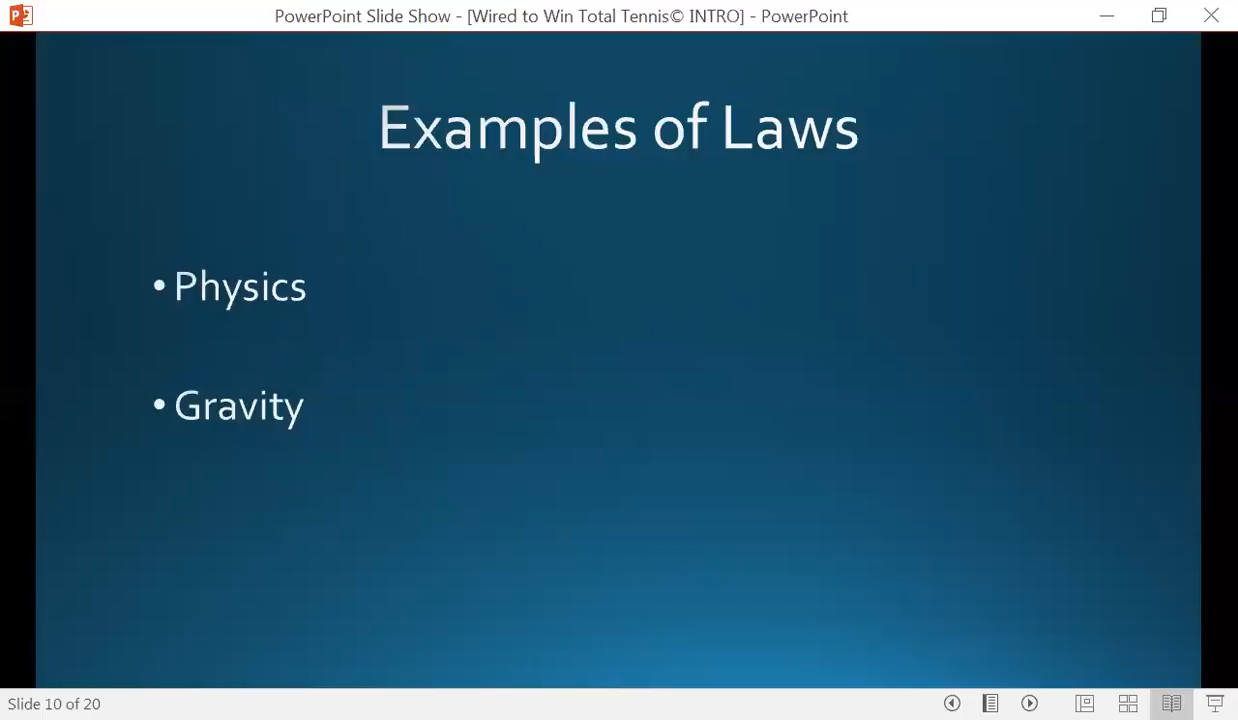 PowerPoint Slide Show - [Wired to Win Total Tennis© INTRO] - PowerPoint
Examples of Laws
• Physics
• Gravity
Slide 10 of 20